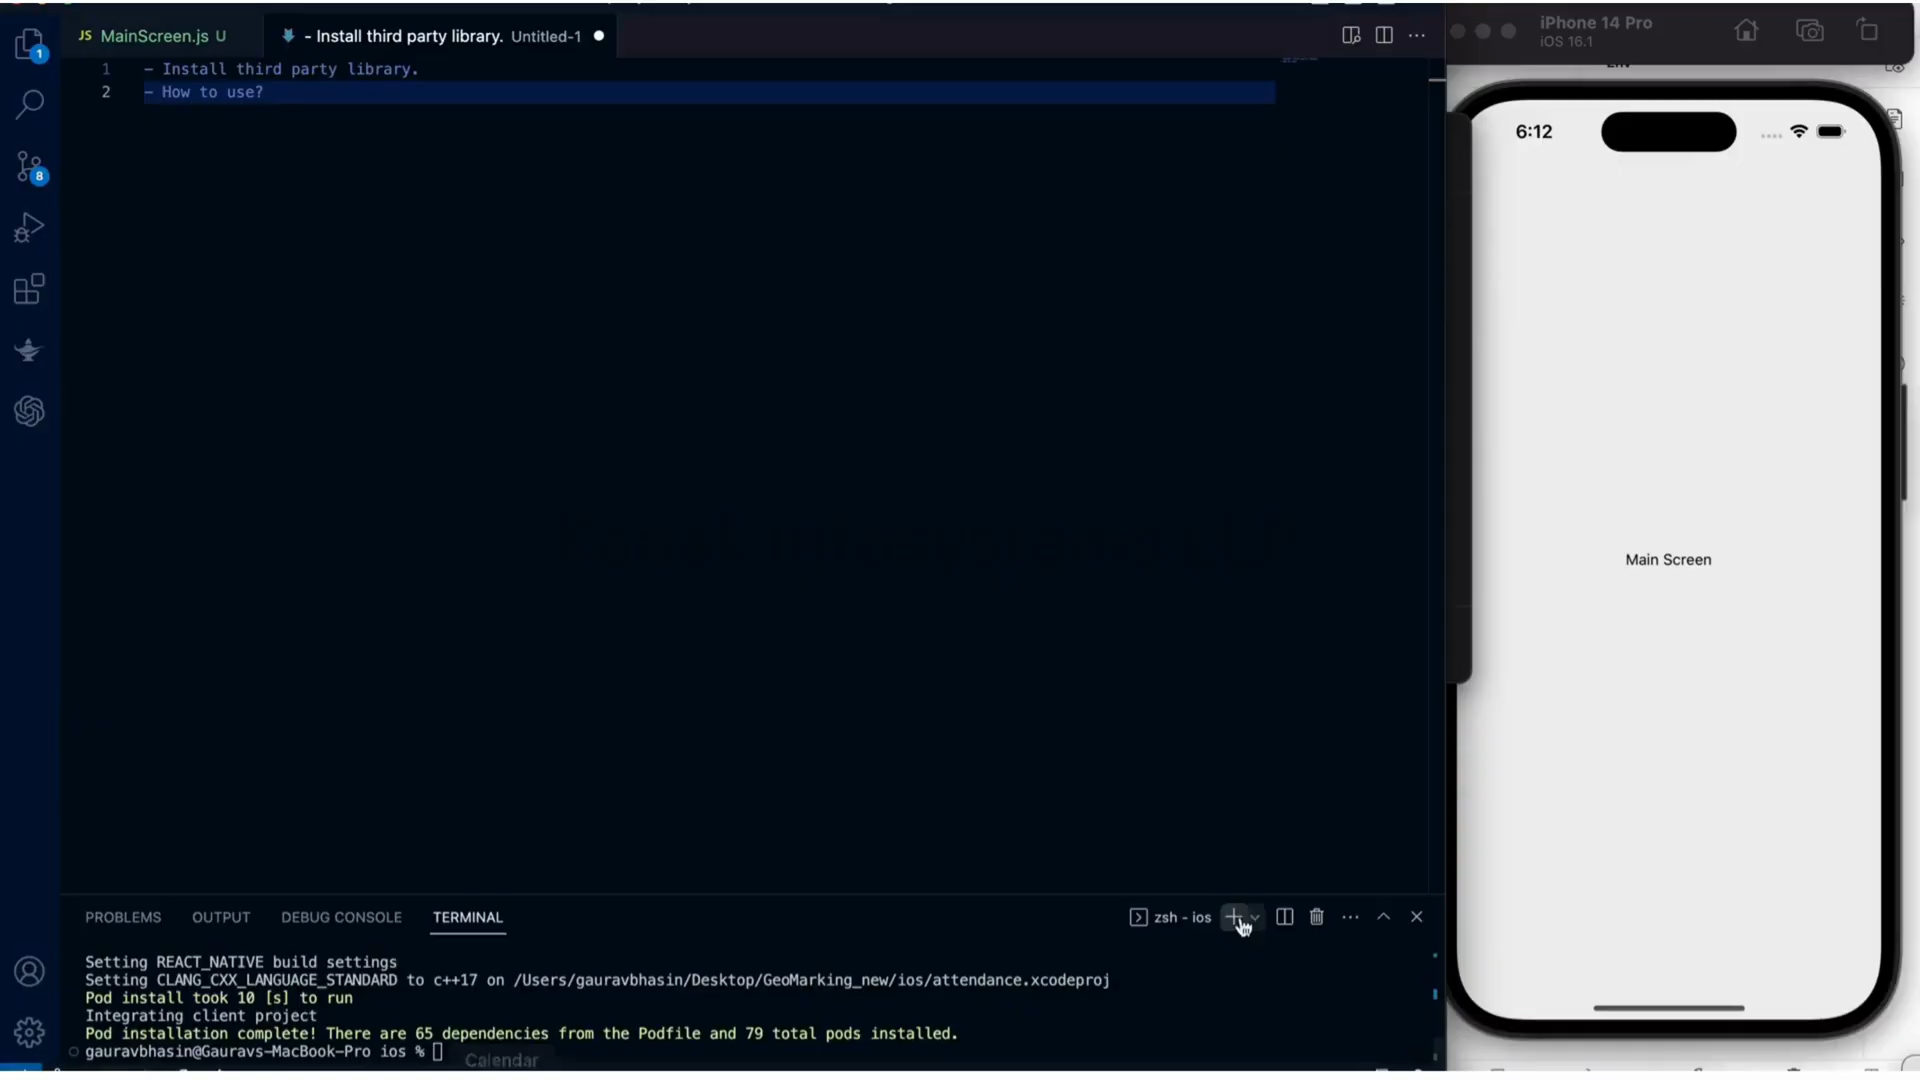 JS MainScreen.js U
- Install third party library. Untitled-1
iPhone 14 Pro
iOS 16.1
1 - Install third party library.
2 - How to use?
6:12
Main Screen
1
8
PROBLEMS OUTPUT DEBUG CONSOLE TERMINAL
zsh - ios
Setting REACT_NATIVE build settings
Setting CLANG_CXX_LANGUAGE_STANDARD to c++17 on /Users/gauravbhasin/Desktop/GeoMarking_new/ios/attendance.xcodeproj
Pod install took 10 [s] to run
Integrating client project
Pod installation complete! There are 65 dependencies from the Podfile and 79 total pods installed.
gauravbhasin@Gauravs-MacBook-Pro ios %
Calendar